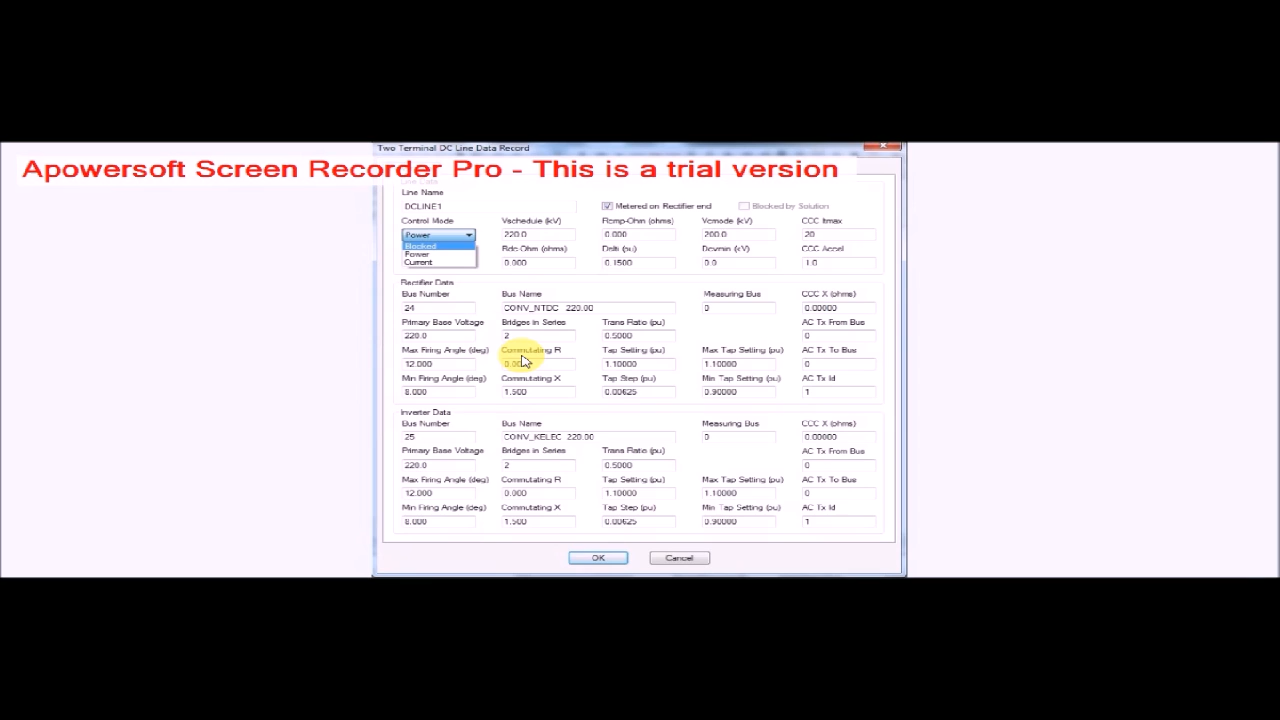 Two Terminal DC Line Data Record
Apowersoft Screen Recorder Pro - This is a trial version
Line Data
Line Name
DCLINE1 Metered on Rectifier end Blocked by Solution
Control Mode Vschedule (kV) Rcmp-Ohm (ohms) Vcmode (kV) CCC Itmax
Power 220.0 0.000 200.0 20
Blocked Rdc-Ohm (ohms) Delti (pu) Dcvmin (kV) CCC Accel
Power
Current 0.000 0.1500 0.0 1.0
Rectifier Data
Bus Number Bus Name Measuring Bus CCC X (ohms)
24 CONV_NTDC 220.00 0 0.00000
Primary Base Voltage Bridges in Series Trans Ratio (pu) AC Tx From Bus
220.0 2 0.5000 0
Max Firing Angle (deg) Commutating R Tap Setting (pu) Max Tap Setting (pu) AC Tx To Bus
12.000 1.10000 1.10000 0
Min Firing Angle (deg) Commutating X Tap Step (pu) Min Tap Setting (pu) AC Tx Id
8.000 1.500 0.00625 0.90000 1
Inverter Data
Bus Number Bus Name Measuring Bus CCC X (ohms)
25 CONV_KELEC 220.00 0 0.00000
Primary Base Voltage Bridges in Series Trans Ratio (pu) AC Tx From Bus
220.0 2 0.5000 0
Max Firing Angle (deg) Commutating R Tap Setting (pu) Max Tap Setting (pu) AC Tx To Bus
12.000 0.000 1.10000 1.10000 0
Min Firing Angle (deg) Commutating X Tap Step (pu) Min Tap Setting (pu) AC Tx Id
8.000 1.500 0.00625 0.90000 1
OK Cancel